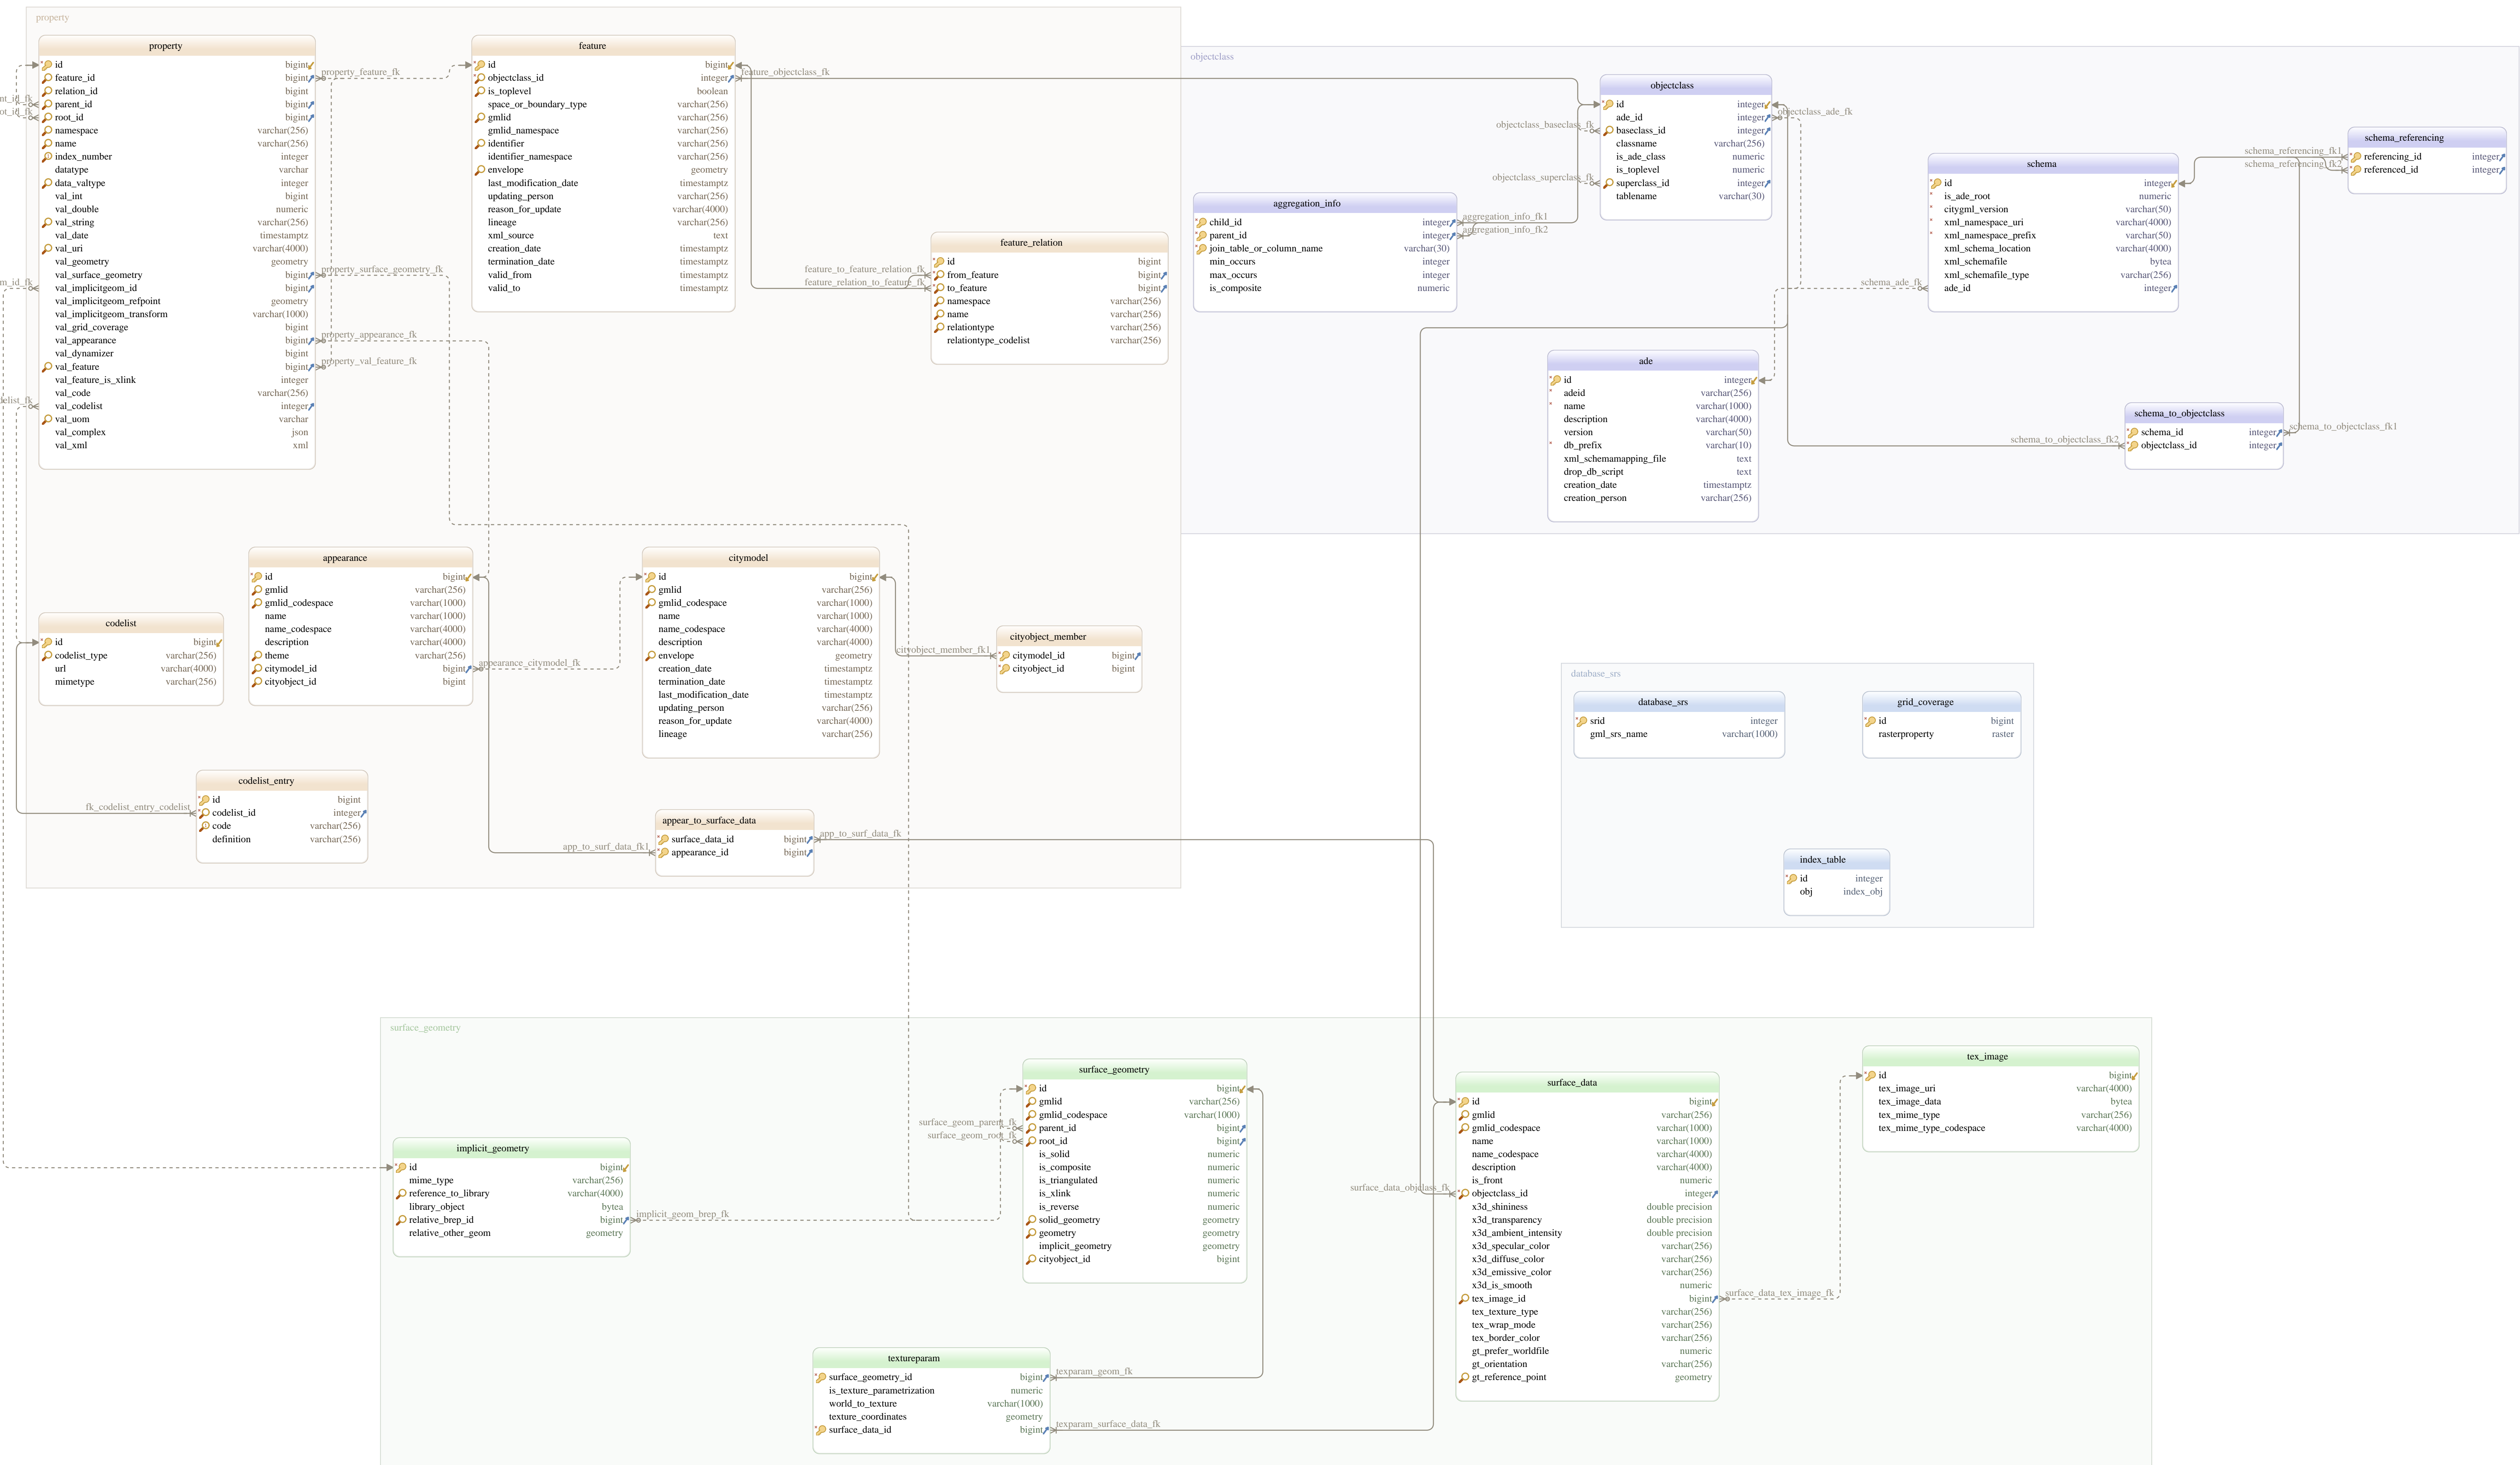 property
property
id bigint
feature_id bigint
relation_id bigint
parent_id bigint
root_id bigint
namespace varchar(256)
name varchar(256)
index_number integer
datatype varchar
data_valtype integer
val_int bigint
val_double numeric
val_string varchar(256)
val_date timestamptz
val_uri varchar(4000)
val_geometry geometry
val_surface_geometry bigint
val_implicitgeom_id bigint
val_implicitgeom_refpoint geometry
val_implicitgeom_transform varchar(1000)
val_grid_coverage bigint
val_appearance bigint
val_dynamizer bigint
val_feature bigint
val_feature_is_xlink integer
val_code varchar(256)
val_codelist integer
val_uom varchar
val_complex json
val_xml xml
nt_id_fk
ot_id_fk
m_id_fk
elist_fk
property_feature_fk
property_surface_geometry_fk
property_appearance_fk
property_val_feature_fk
feature
id bigint
objectclass_id integer
is_toplevel boolean
space_or_boundary_type varchar(256)
gmlid varchar(256)
gmlid_namespace varchar(256)
identifier varchar(256)
identifier_namespace varchar(256)
envelope geometry
last_modification_date timestamptz
updating_person varchar(256)
reason_for_update varchar(4000)
lineage varchar(256)
xml_source text
creation_date timestamptz
termination_date timestamptz
valid_from timestamptz
valid_to timestamptz
feature_objectclass_fk
feature_to_feature_relation_fk
feature_relation_to_feature_fk
feature_relation
id bigint
from_feature bigint
to_feature bigint
namespace varchar(256)
name varchar(256)
relationtype varchar(256)
relationtype_codelist varchar(256)
appearance
id bigint
gmlid varchar(256)
gmlid_codespace varchar(1000)
name varchar(1000)
name_codespace varchar(4000)
description varchar(4000)
theme varchar(256)
citymodel_id bigint
cityobject_id bigint
appearance_citymodel_fk
citymodel
id bigint
gmlid varchar(256)
gmlid_codespace varchar(1000)
name varchar(1000)
name_codespace varchar(4000)
description varchar(4000)
envelope geometry
creation_date timestamptz
termination_date timestamptz
last_modification_date timestamptz
updating_person varchar(256)
reason_for_update varchar(4000)
lineage varchar(256)
cityobject_member_fk1
cityobject_member
citymodel_id bigint
cityobject_id bigint
codelist
id bigint
codelist_type varchar(256)
url varchar(4000)
mimetype varchar(256)
codelist_entry
id bigint
codelist_id integer
code varchar(256)
definition varchar(256)
fk_codelist_entry_codelist
appear_to_surface_data
surface_data_id bigint
appearance_id bigint
app_to_surf_data_fk
app_to_surf_data_fk1
objectclass
objectclass
id integer
ade_id integer
baseclass_id integer
classname varchar(256)
is_ade_class numeric
is_toplevel numeric
superclass_id integer
tablename varchar(30)
objectclass_ade_fk
objectclass_baseclass_fk
objectclass_superclass_fk
aggregation_info
child_id integer
parent_id integer
join_table_or_column_name varchar(30)
min_occurs integer
max_occurs integer
is_composite numeric
aggregation_info_fk1
aggregation_info_fk2
schema
id integer
is_ade_root numeric
citygml_version varchar(50)
xml_namespace_uri varchar(4000)
xml_namespace_prefix varchar(50)
xml_schema_location varchar(4000)
xml_schemafile bytea
xml_schemafile_type varchar(256)
ade_id integer
schema_ade_fk
schema_referencing_fk1
schema_referencing_fk2
schema_referencing
referencing_id integer
referenced_id integer
ade
id integer
adeid varchar(256)
name varchar(1000)
description varchar(4000)
version varchar(50)
db_prefix varchar(10)
xml_schemamapping_file text
drop_db_script text
creation_date timestamptz
creation_person varchar(256)
schema_to_objectclass
schema_id integer
objectclass_id integer
schema_to_objectclass_fk1
schema_to_objectclass_fk2
database_srs
database_srs
srid integer
gml_srs_name varchar(1000)
grid_coverage
id bigint
rasterproperty raster
index_table
id integer
obj index_obj
surface_geometry
surface_geometry
id bigint
gmlid varchar(256)
gmlid_codespace varchar(1000)
parent_id bigint
root_id bigint
is_solid numeric
is_composite numeric
is_triangulated numeric
is_xlink numeric
is_reverse numeric
solid_geometry geometry
geometry geometry
implicit_geometry geometry
cityobject_id bigint
surface_geom_parent_fk
surface_geom_root_fk
implicit_geometry
id bigint
mime_type varchar(256)
reference_to_library varchar(4000)
library_object bytea
relative_brep_id bigint
relative_other_geom geometry
implicit_geom_brep_fk
surface_data
id bigint
gmlid varchar(256)
gmlid_codespace varchar(1000)
name varchar(1000)
name_codespace varchar(4000)
description varchar(4000)
is_front numeric
objectclass_id integer
x3d_shininess double precision
x3d_transparency double precision
x3d_ambient_intensity double precision
x3d_specular_color varchar(256)
x3d_diffuse_color varchar(256)
x3d_emissive_color varchar(256)
x3d_is_smooth numeric
tex_image_id bigint
tex_texture_type varchar(256)
tex_wrap_mode varchar(256)
tex_border_color varchar(256)
gt_prefer_worldfile numeric
gt_orientation varchar(256)
gt_reference_point geometry
surface_data_objclass_fk
surface_data_tex_image_fk
tex_image
id bigint
tex_image_uri varchar(4000)
tex_image_data bytea
tex_mime_type varchar(256)
tex_mime_type_codespace varchar(4000)
textureparam
surface_geometry_id bigint
is_texture_parametrization numeric
world_to_texture varchar(1000)
texture_coordinates geometry
surface_data_id bigint
texparam_geom_fk
texparam_surface_data_fk